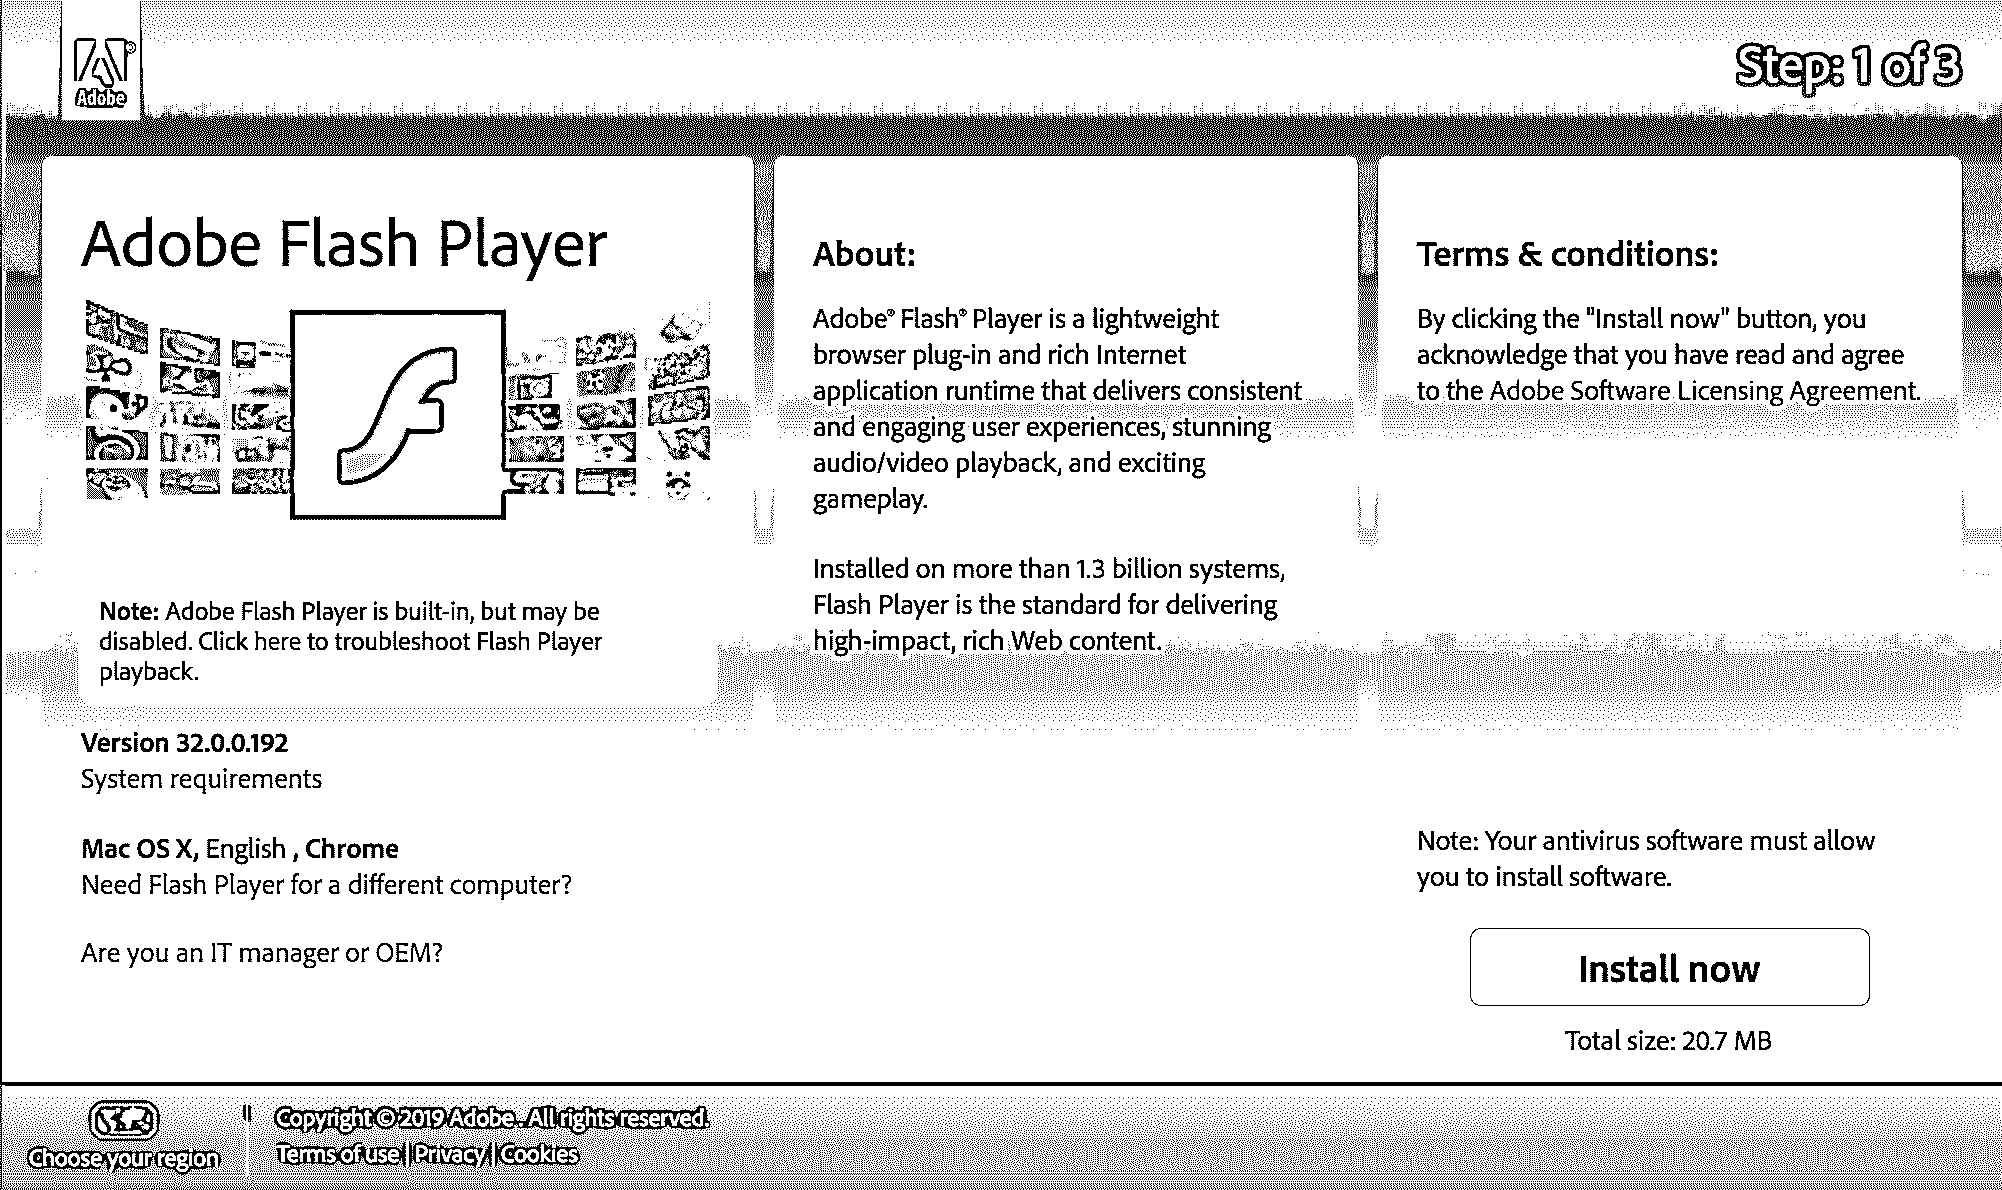 Adobe
Step: 1 of 3
Adobe Flash Player
Note: Adobe Flash Player is built-in, but may be
disabled. Click here to troubleshoot Flash Player
playback.
Version 32.0.0.192
System requirements
Mac OS X, English , Chrome
Need Flash Player for a different computer?
Are you an IT manager or OEM?
About:
Adobe® Flash® Player is a lightweight
browser plug-in and rich Internet
application runtime that delivers consistent
and engaging user experiences, stunning
audio/video playback, and exciting
gameplay.
Installed on more than 1.3 billion systems,
Flash Player is the standard for delivering
high-impact, rich Web content.
Terms & conditions:
By clicking the "Install now" button, you
acknowledge that you have read and agree
to the Adobe Software Licensing Agreement.
Note: Your antivirus software must allow
you to install software.
Install now
Total size: 20.7 MB
Choose your region
Copyright © 2019 Adobe. All rights reserved.
Terms of use | Privacy | Cookies